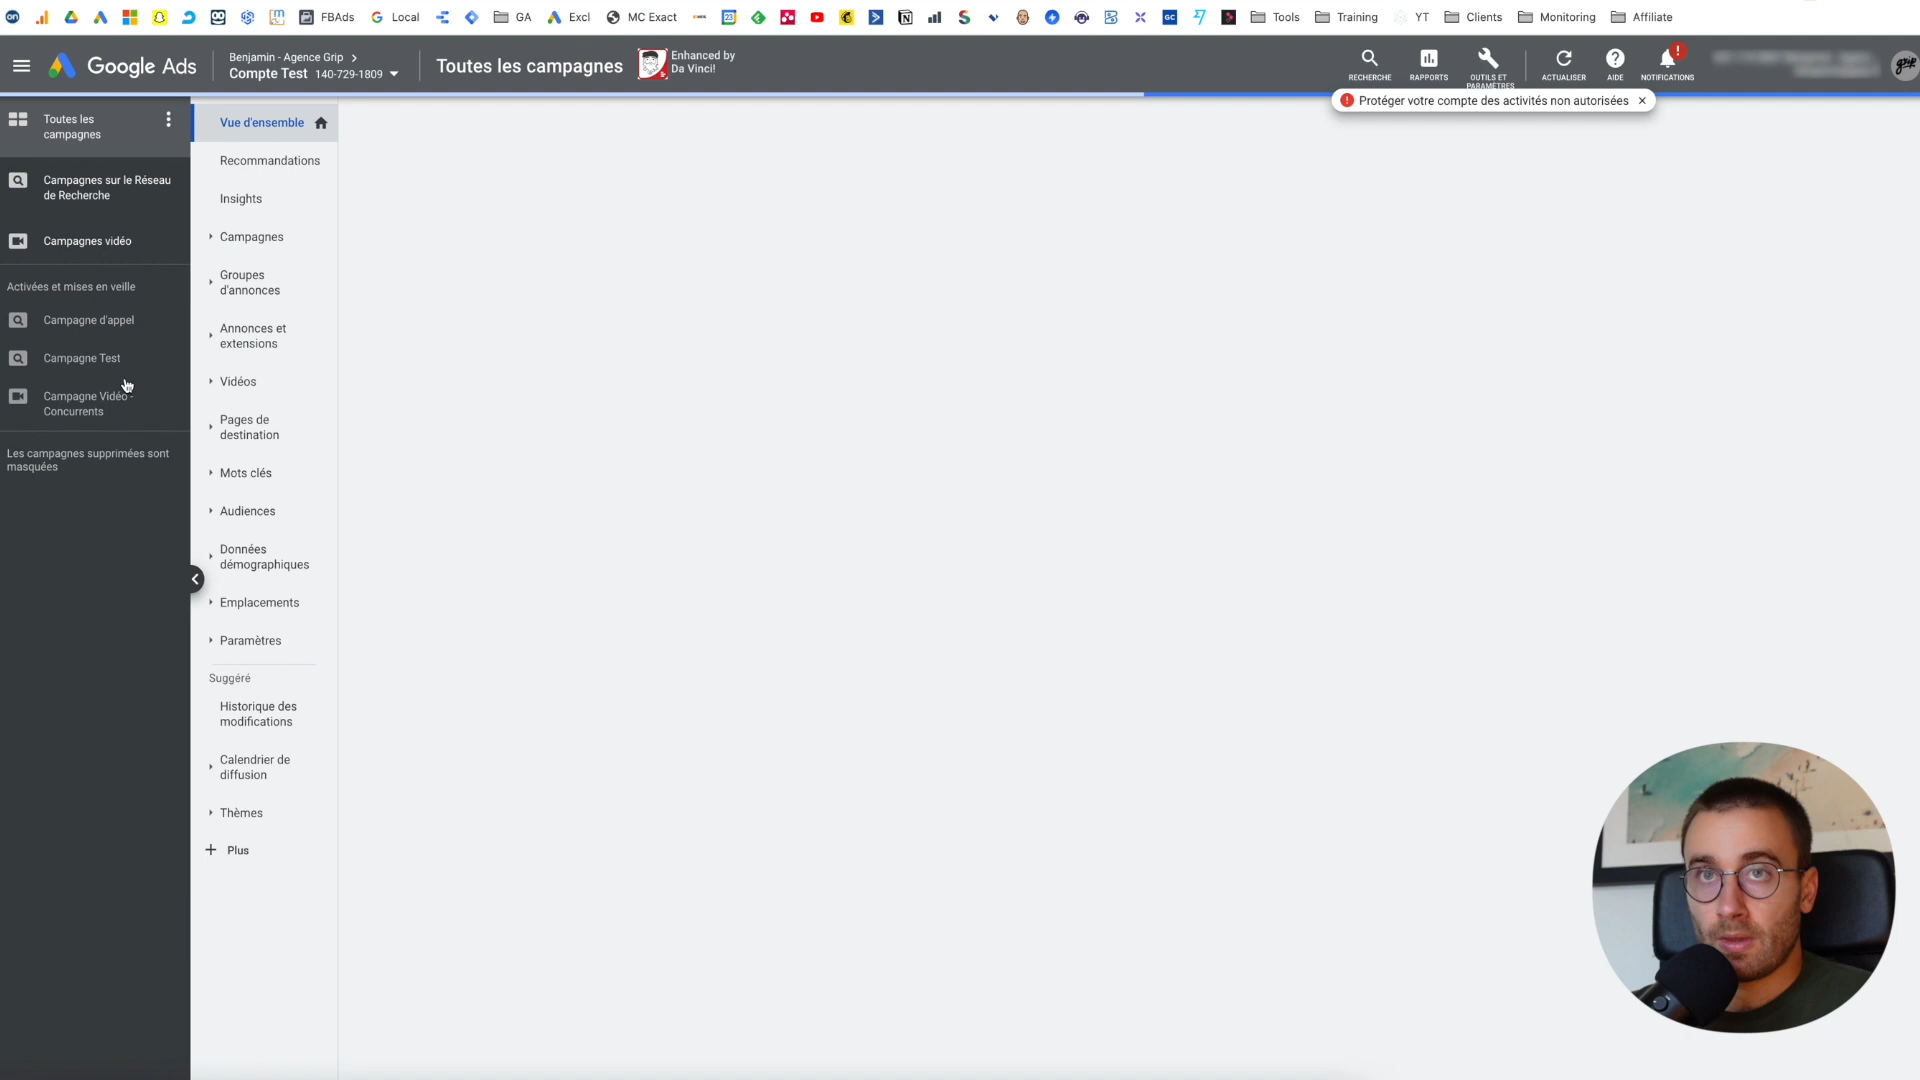 FBAds
Local
GA
Excl
MC Exact
Tools
Training
YT
Clients
Monitoring
Affiliate
Google Ads
Benjamin - Agence Grip
Compte Test 140-729-1809
Toutes les campagnes
Enhanced by
Da Vinci!
RECHERCHE
RAPPORTS
OUTILS ET
PARAMÈTRES
ACTUALISER
AIDE
NOTIFICATIONS
grip
Protéger votre compte des activités non autorisées
Toutes les
campagnes
Campagnes sur le Réseau
de Recherche
Campagnes vidéo
Activées et mises en veille
Campagne d'appel
Campagne Test
Campagne Vidéo -
Concurrents
Les campagnes supprimées sont
masquées
Vue d'ensemble
Recommandations
Insights
Campagnes
Groupes
d'annonces
Annonces et
extensions
Vidéos
Pages de
destination
Mots clés
Audiences
Données
démographiques
Emplacements
Paramètres
Suggéré
Historique des
modifications
Calendrier de
diffusion
Thèmes
Plus